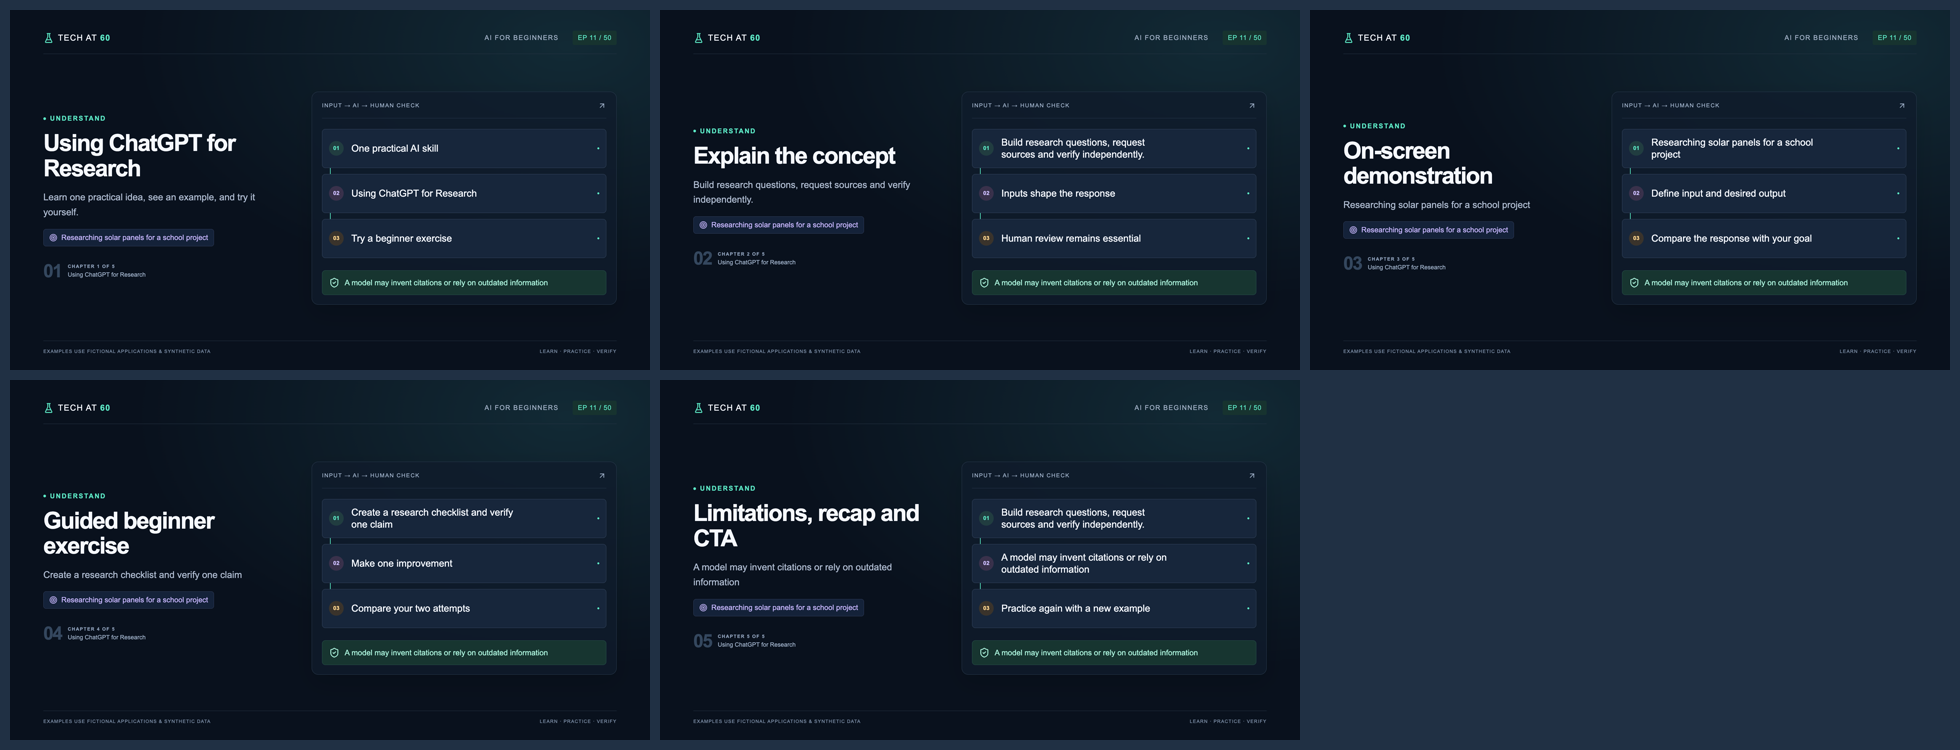 TECH AT 60
AI FOR BEGINNERS
EP 11 / 50
UNDERSTAND
Using ChatGPT for
Research
Learn one practical idea, see an example, and try it
yourself.
Researching solar panels for a school project
01
CHAPTER 1 OF 5
Using ChatGPT for Research
INPUT → AI → HUMAN CHECK
01
One practical AI skill
02
Using ChatGPT for Research
03
Try a beginner exercise
A model may invent citations or rely on outdated information
EXAMPLES USE FICTIONAL APPLICATIONS & SYNTHETIC DATA
LEARN · PRACTICE · VERIFY
TECH AT 60
AI FOR BEGINNERS
EP 11 / 50
UNDERSTAND
Explain the concept
Build research questions, request sources and verify
independently.
Researching solar panels for a school project
02
CHAPTER 2 OF 5
Using ChatGPT for Research
INPUT → AI → HUMAN CHECK
01
Build research questions, request
sources and verify independently.
02
Inputs shape the response
03
Human review remains essential
A model may invent citations or rely on outdated information
EXAMPLES USE FICTIONAL APPLICATIONS & SYNTHETIC DATA
LEARN · PRACTICE · VERIFY
TECH AT 60
AI FOR BEGINNERS
EP 11 / 50
UNDERSTAND
On-screen
demonstration
Researching solar panels for a school project
Researching solar panels for a school project
03
CHAPTER 3 OF 5
Using ChatGPT for Research
INPUT → AI → HUMAN CHECK
01
Researching solar panels for a school
project
02
Define input and desired output
03
Compare the response with your goal
A model may invent citations or rely on outdated information
EXAMPLES USE FICTIONAL APPLICATIONS & SYNTHETIC DATA
LEARN · PRACTICE · VERIFY
TECH AT 60
AI FOR BEGINNERS
EP 11 / 50
UNDERSTAND
Guided beginner
exercise
Create a research checklist and verify one claim
Researching solar panels for a school project
04
CHAPTER 4 OF 5
Using ChatGPT for Research
INPUT → AI → HUMAN CHECK
01
Create a research checklist and verify
one claim
02
Make one improvement
03
Compare your two attempts
A model may invent citations or rely on outdated information
EXAMPLES USE FICTIONAL APPLICATIONS & SYNTHETIC DATA
LEARN · PRACTICE · VERIFY
TECH AT 60
AI FOR BEGINNERS
EP 11 / 50
UNDERSTAND
Limitations, recap and
CTA
A model may invent citations or rely on outdated
information
Researching solar panels for a school project
05
CHAPTER 5 OF 5
Using ChatGPT for Research
INPUT → AI → HUMAN CHECK
01
Build research questions, request
sources and verify independently.
02
A model may invent citations or rely on
outdated information
03
Practice again with a new example
A model may invent citations or rely on outdated information
EXAMPLES USE FICTIONAL APPLICATIONS & SYNTHETIC DATA
LEARN · PRACTICE · VERIFY